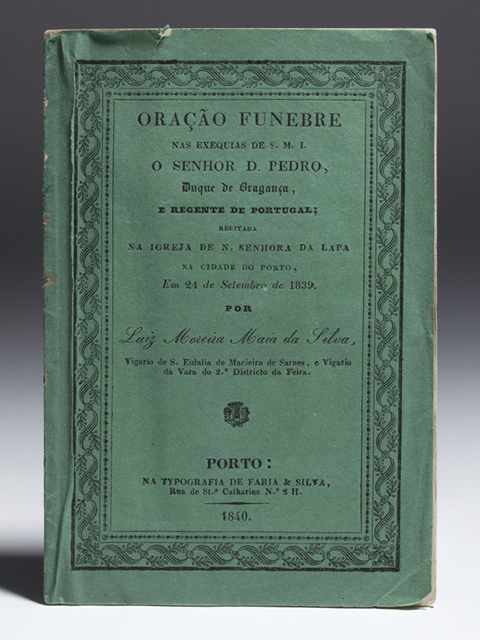 ORAÇÃO FUNEBRE
NAS EXEQUIAS DE S. M. I.
O SENHOR D. PEDRO,
Duque de Bragança,
E REGENTE DE PORTUGAL;
RECITADA
NA IGREJA DE N. SENHORA DA LAPA
NA CIDADE DO PORTO,
Em 24 de Setembro de 1839.
POR
Luiz Moreira Maia da Silva,
Vigario de S. Eulalia de Macieira de Sarnes, e Vigario
da Vara do 2.º Districto da Feira.
PORTO:
NA TYPOGRAFIA DE FARIA & SILVA,
Rua de St.ª Catharina N.º 2 H.
1840.